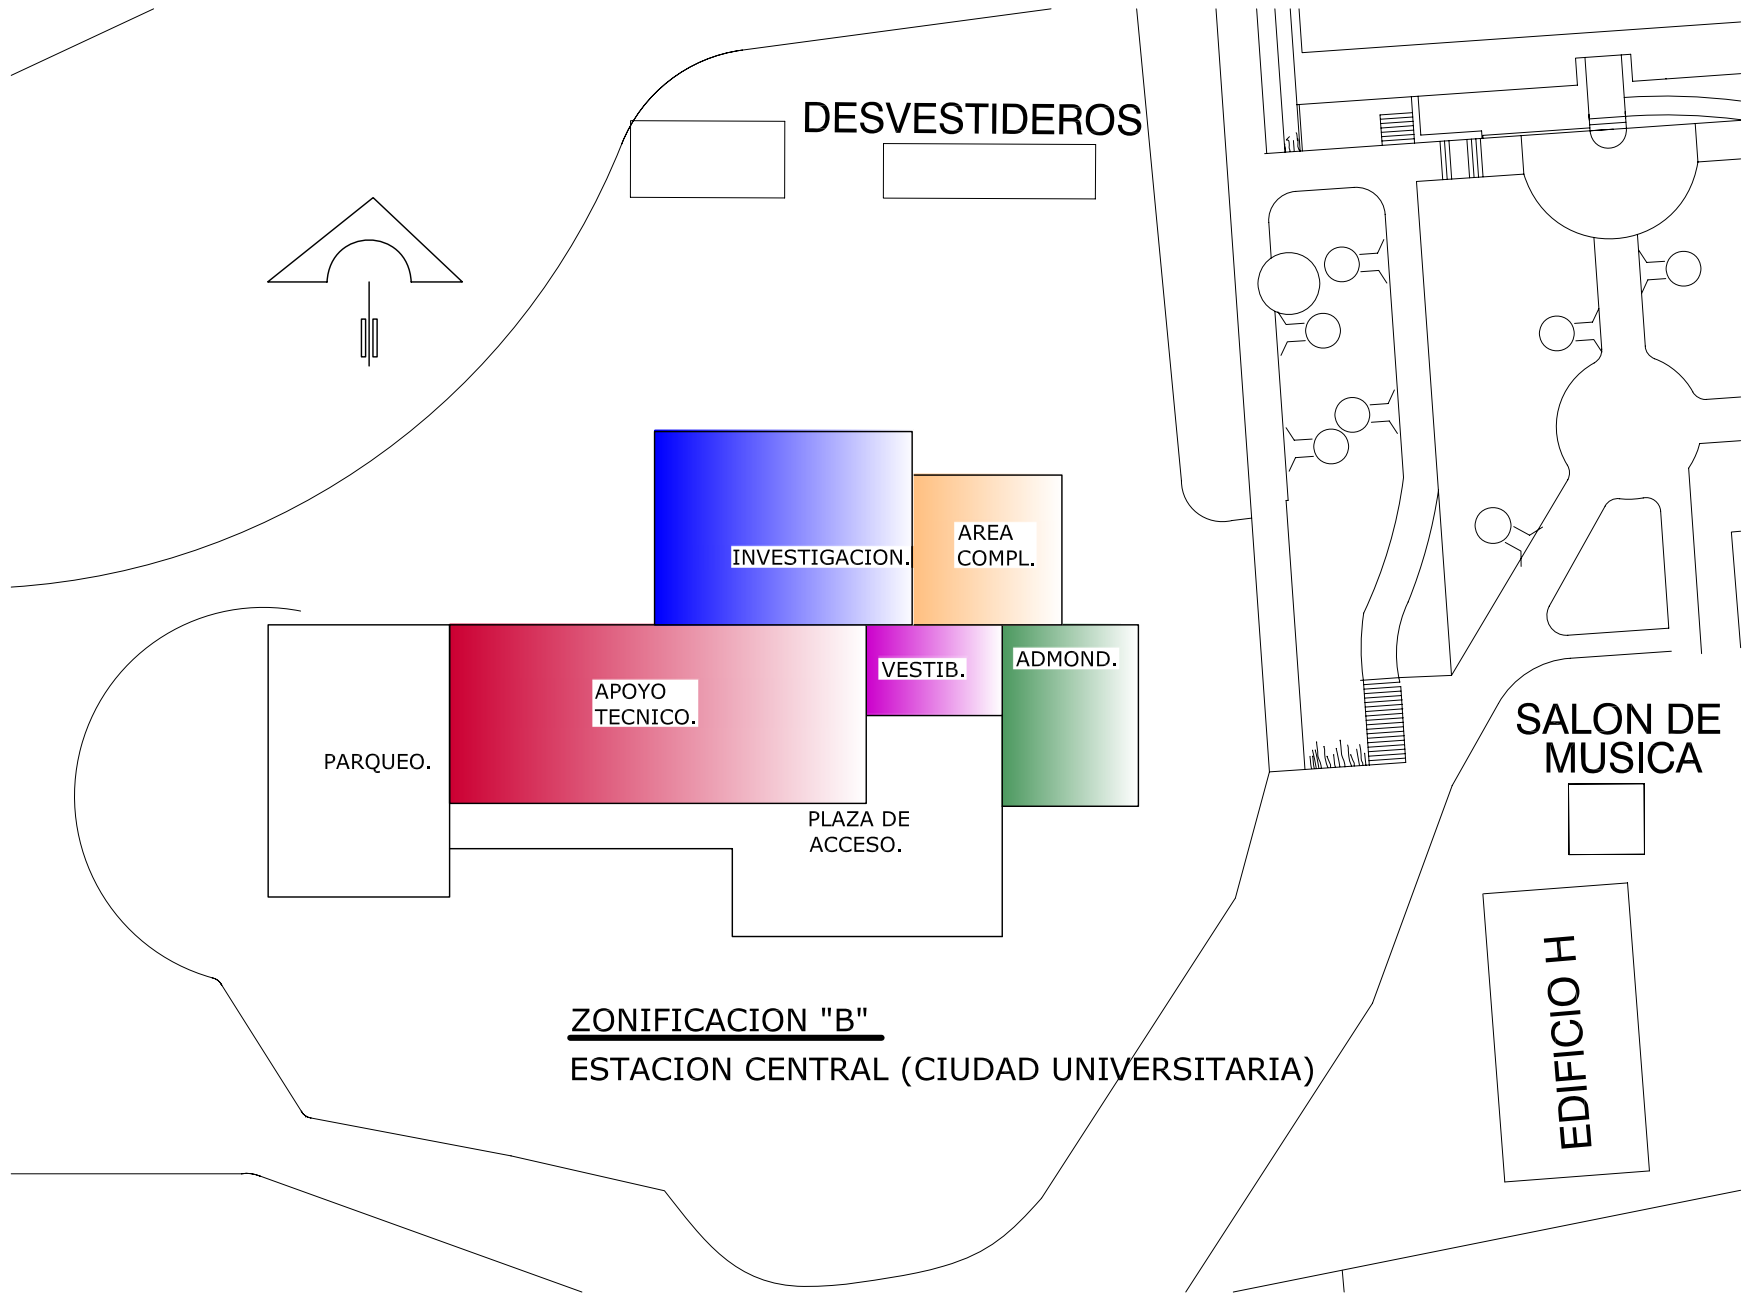 DESVESTIDEROS
INVESTIGACION.
AREA
COMPL.
VESTIB.
ADMOND.
APOYO
TECNICO.
PARQUEO.
PLAZA DE
ACCESO.
SALON DE
MUSICA
EDIFICIO H
ZONIFICACION "B"
ESTACION CENTRAL (CIUDAD UNIVERSITARIA)